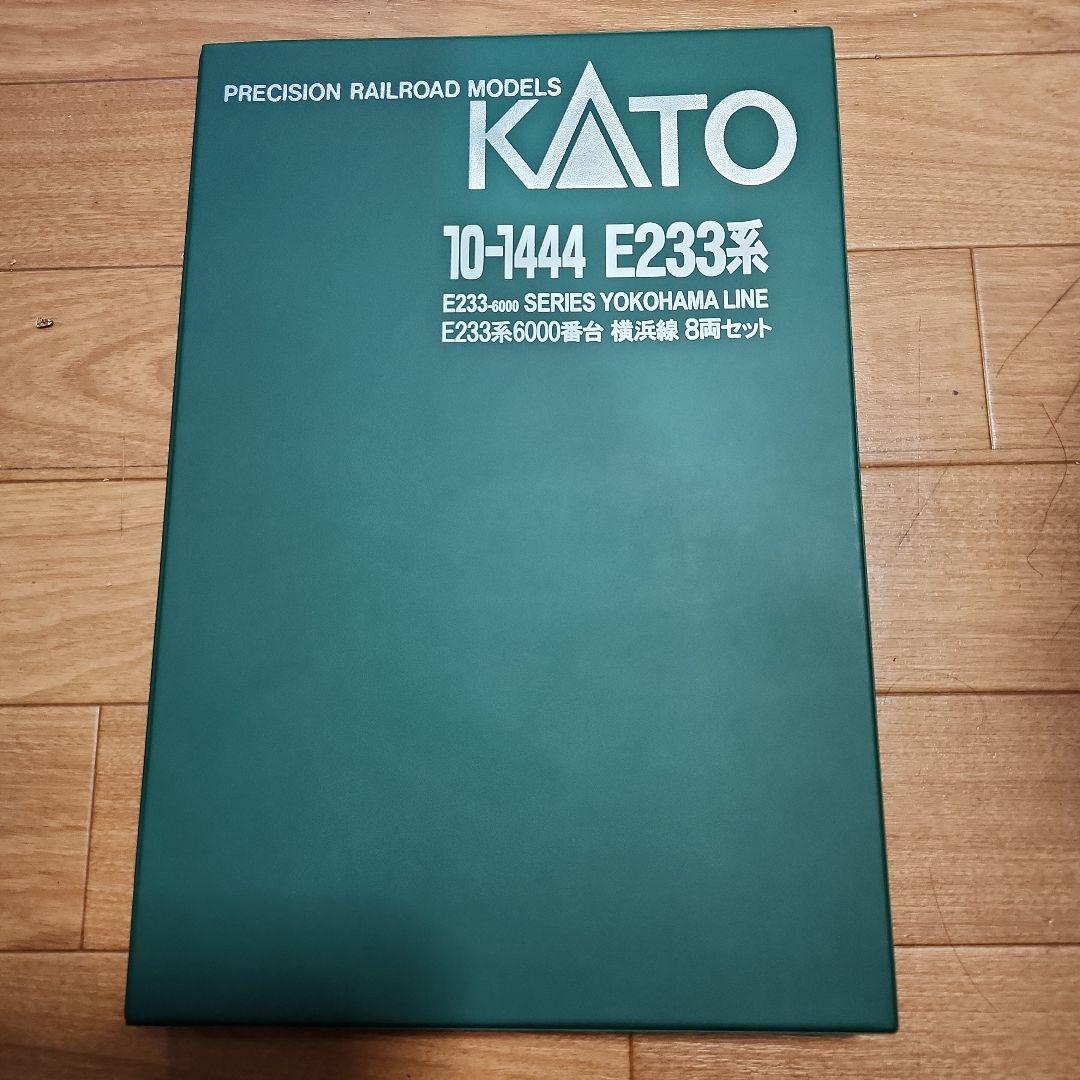 PRECISION RAILROAD MODELS
KATO
10-1444 E233系
E233-6000 SERIES YOKOHAMA LINE
E233系6000番台 横浜線 8両セット